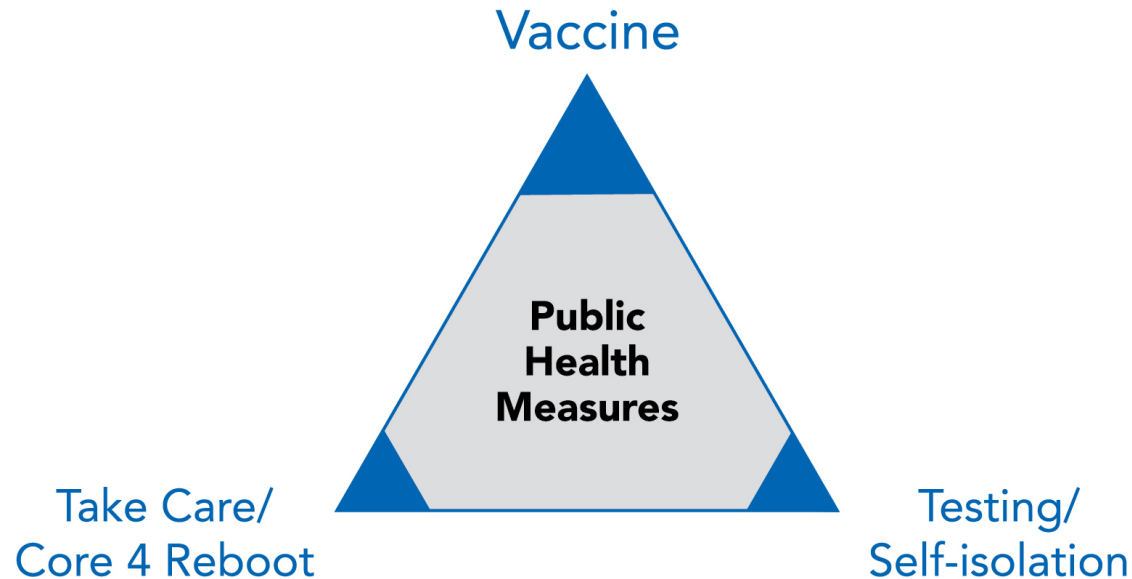 Vaccine
Public
Health
Measures
Take Care/
Core 4 Reboot
Testing/
Self-isolation